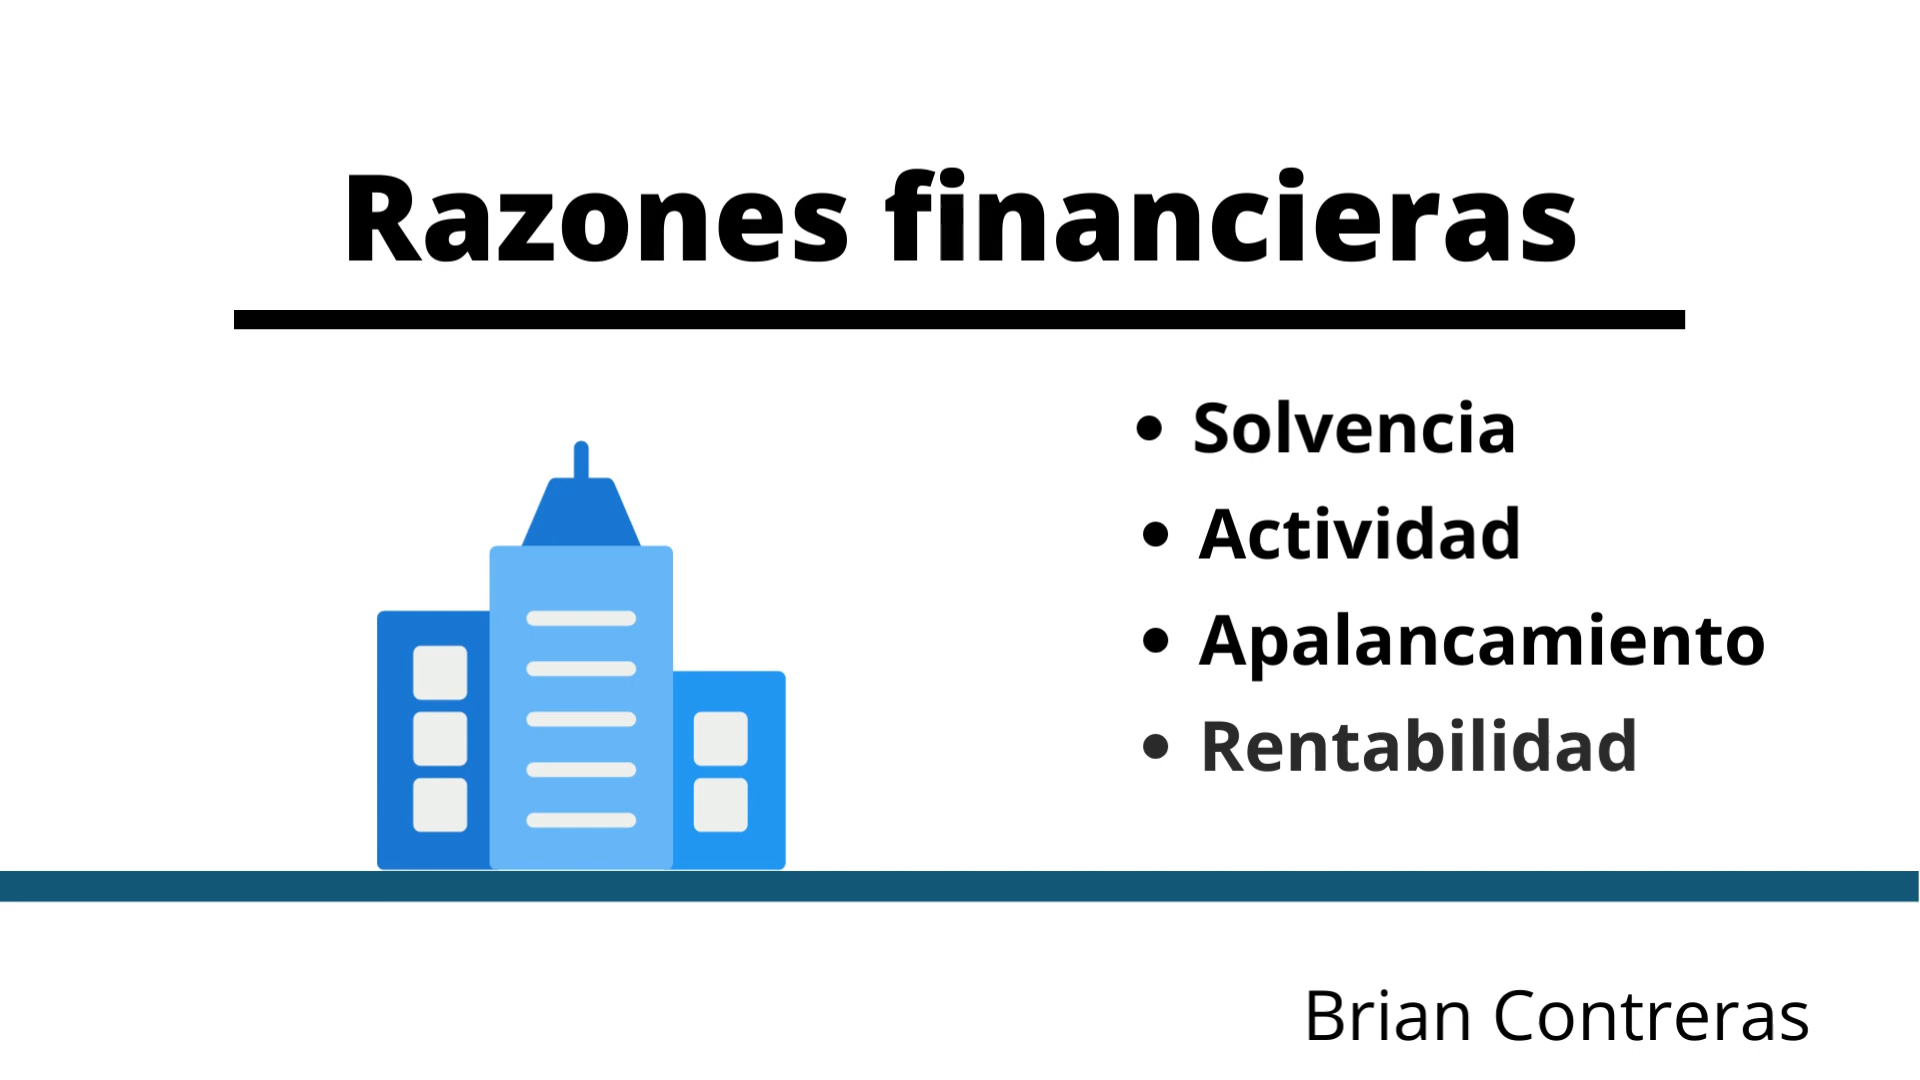 Razones financieras
• Solvencia
• Actividad
• Apalancamiento
• Rentabilidad
Brian Contreras